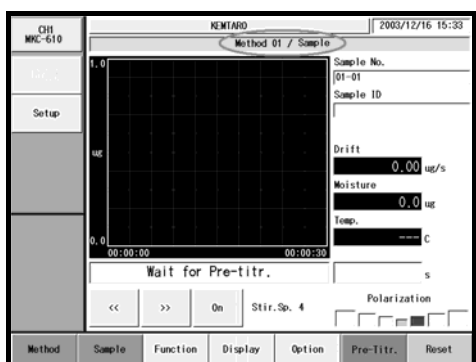 CH1
MKC-610
KEMTARO
2003/12/16 15:33
Method 01 / Sample
Setup
1.0
ug
0.0
00:00:00
00:00:30
Sample No.
01-01
Sample ID
Drift
0.00 ug/s
Moisture
0.0 ug
Temp.
--- C
Wait for Pre-titr.
s
<<
>>
On
Stir.Sp. 4
Polarization
Method
Sample
Function
Display
Option
Pre-Titr.
Reset